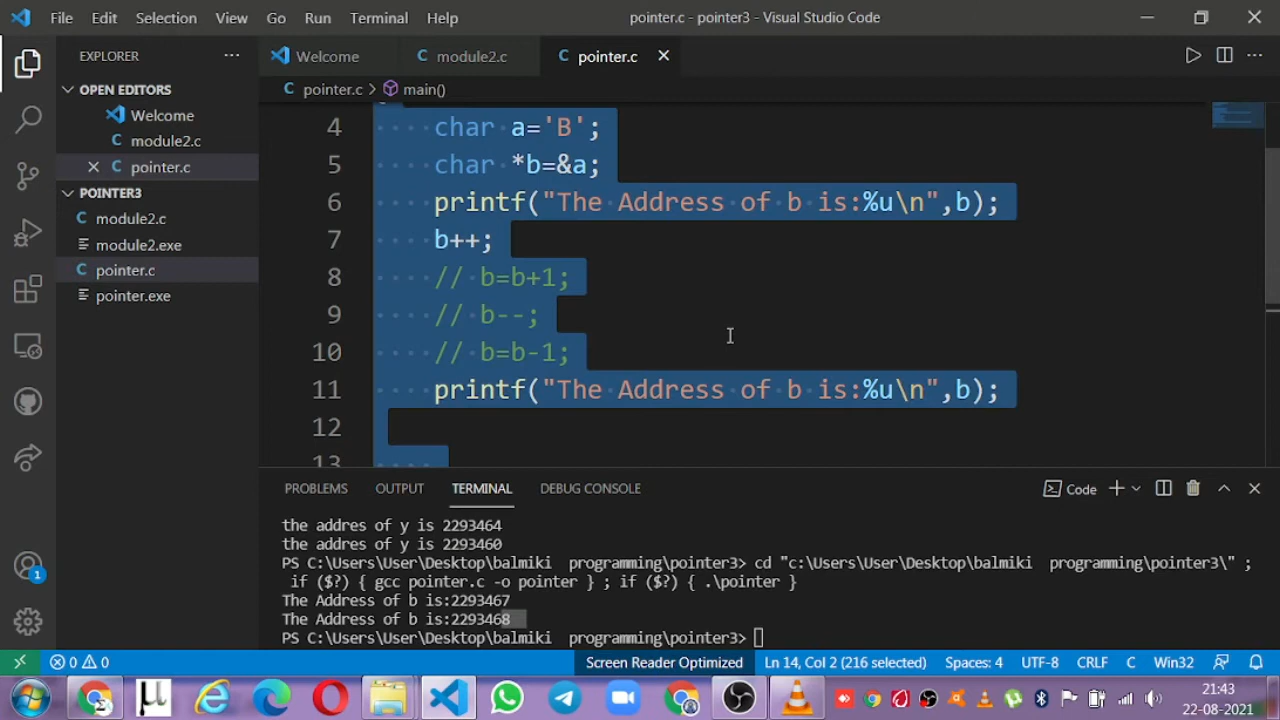 File Edit Selection View Go Run Terminal Help pointer.c - pointer3 - Visual Studio Code
EXPLORER
Welcome module2.c pointer.c
OPEN EDITORS
Welcome
module2.c
pointer.c
POINTER3
module2.c
module2.exe
pointer.c
pointer.exe
pointer.c > main()
4 char a='B';
5 char *b=&a;
6 printf("The Address of b is:%u\n",b);
7 b++;
8 // b=b+1;
9 // b--;
10 // b=b-1;
11 printf("The Address of b is:%u\n",b);
12
13
PROBLEMS OUTPUT TERMINAL DEBUG CONSOLE Code
the addres of y is 2293464
the addres of y is 2293460
PS C:\Users\User\Desktop\balmiki programming\pointer3> cd "c:\Users\User\Desktop\balmiki programming\pointer3\" ;
if ($?) { gcc pointer.c -o pointer } ; if ($?) { .\pointer }
The Address of b is:2293467
The Address of b is:2293468
PS C:\Users\User\Desktop\balmiki programming\pointer3>
1
0 0 Screen Reader Optimized Ln 14, Col 2 (216 selected) Spaces: 4 UTF-8 CRLF C Win32
21:43
22-08-2021